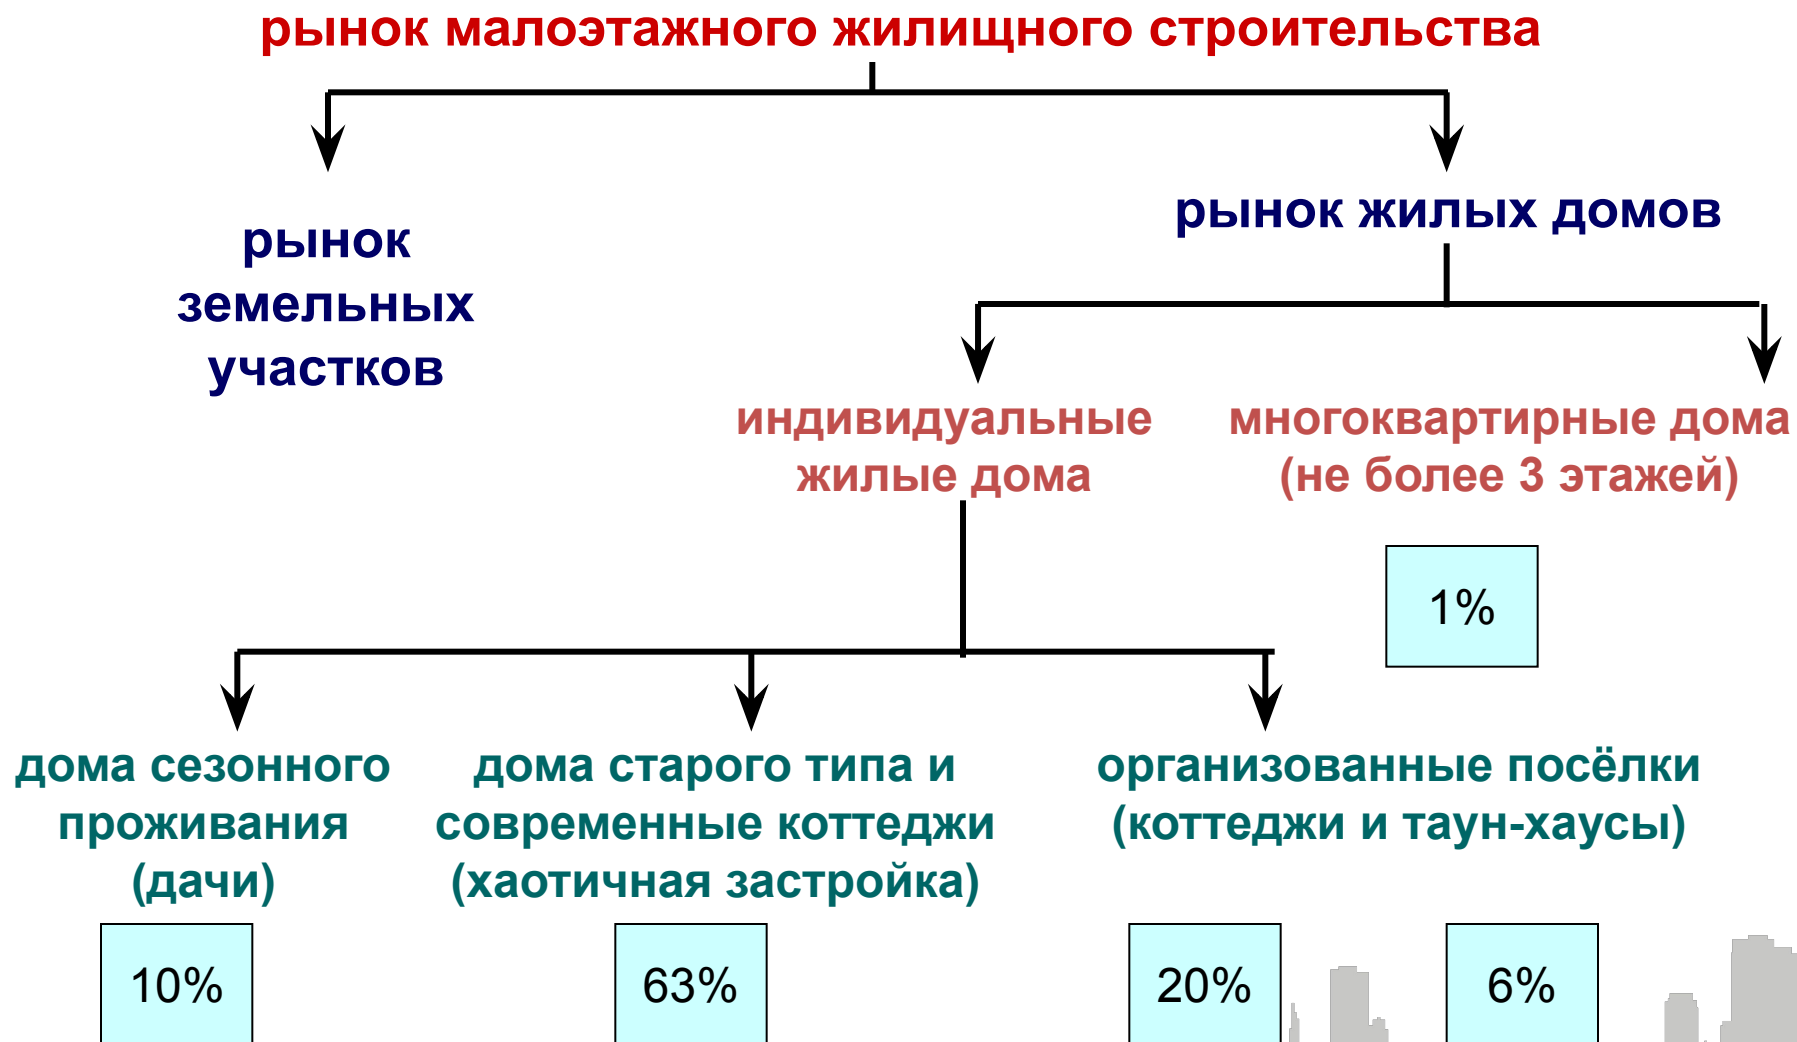 рынок малоэтажного жилищного строительства
рынок
земельных
участков
рынок жилых домов
индивидуальные
жилые дома
многоквартирные дома
(не более 3 этажей)
1%
дома сезонного
проживания
(дачи)
дома старого типа и
современные коттеджи
(хаотичная застройка)
организованные посёлки
(коттеджи и таун-хаусы)
10%
63%
20%
6%